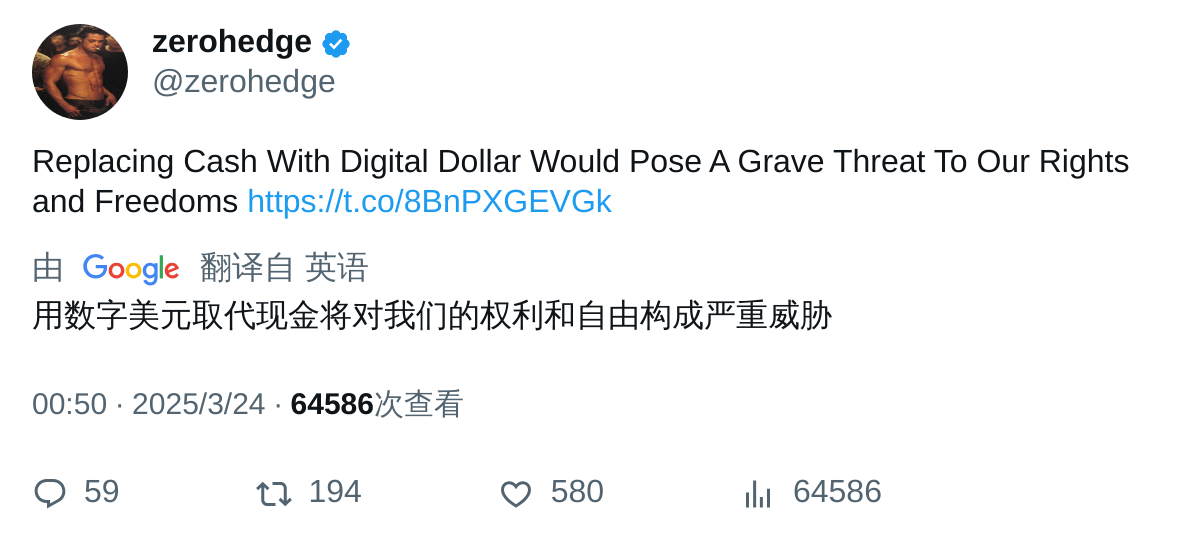 zerohedge
@zerohedge
Replacing Cash With Digital Dollar Would Pose A Grave Threat To Our Rights
and Freedoms https://t.co/8BnPXGEVGk
由 Google 翻译自 英语
用数字美元取代现金将对我们的权利和自由构成严重威胁
00:50 · 2025/3/24 · 64586次查看
59 194 580 64586